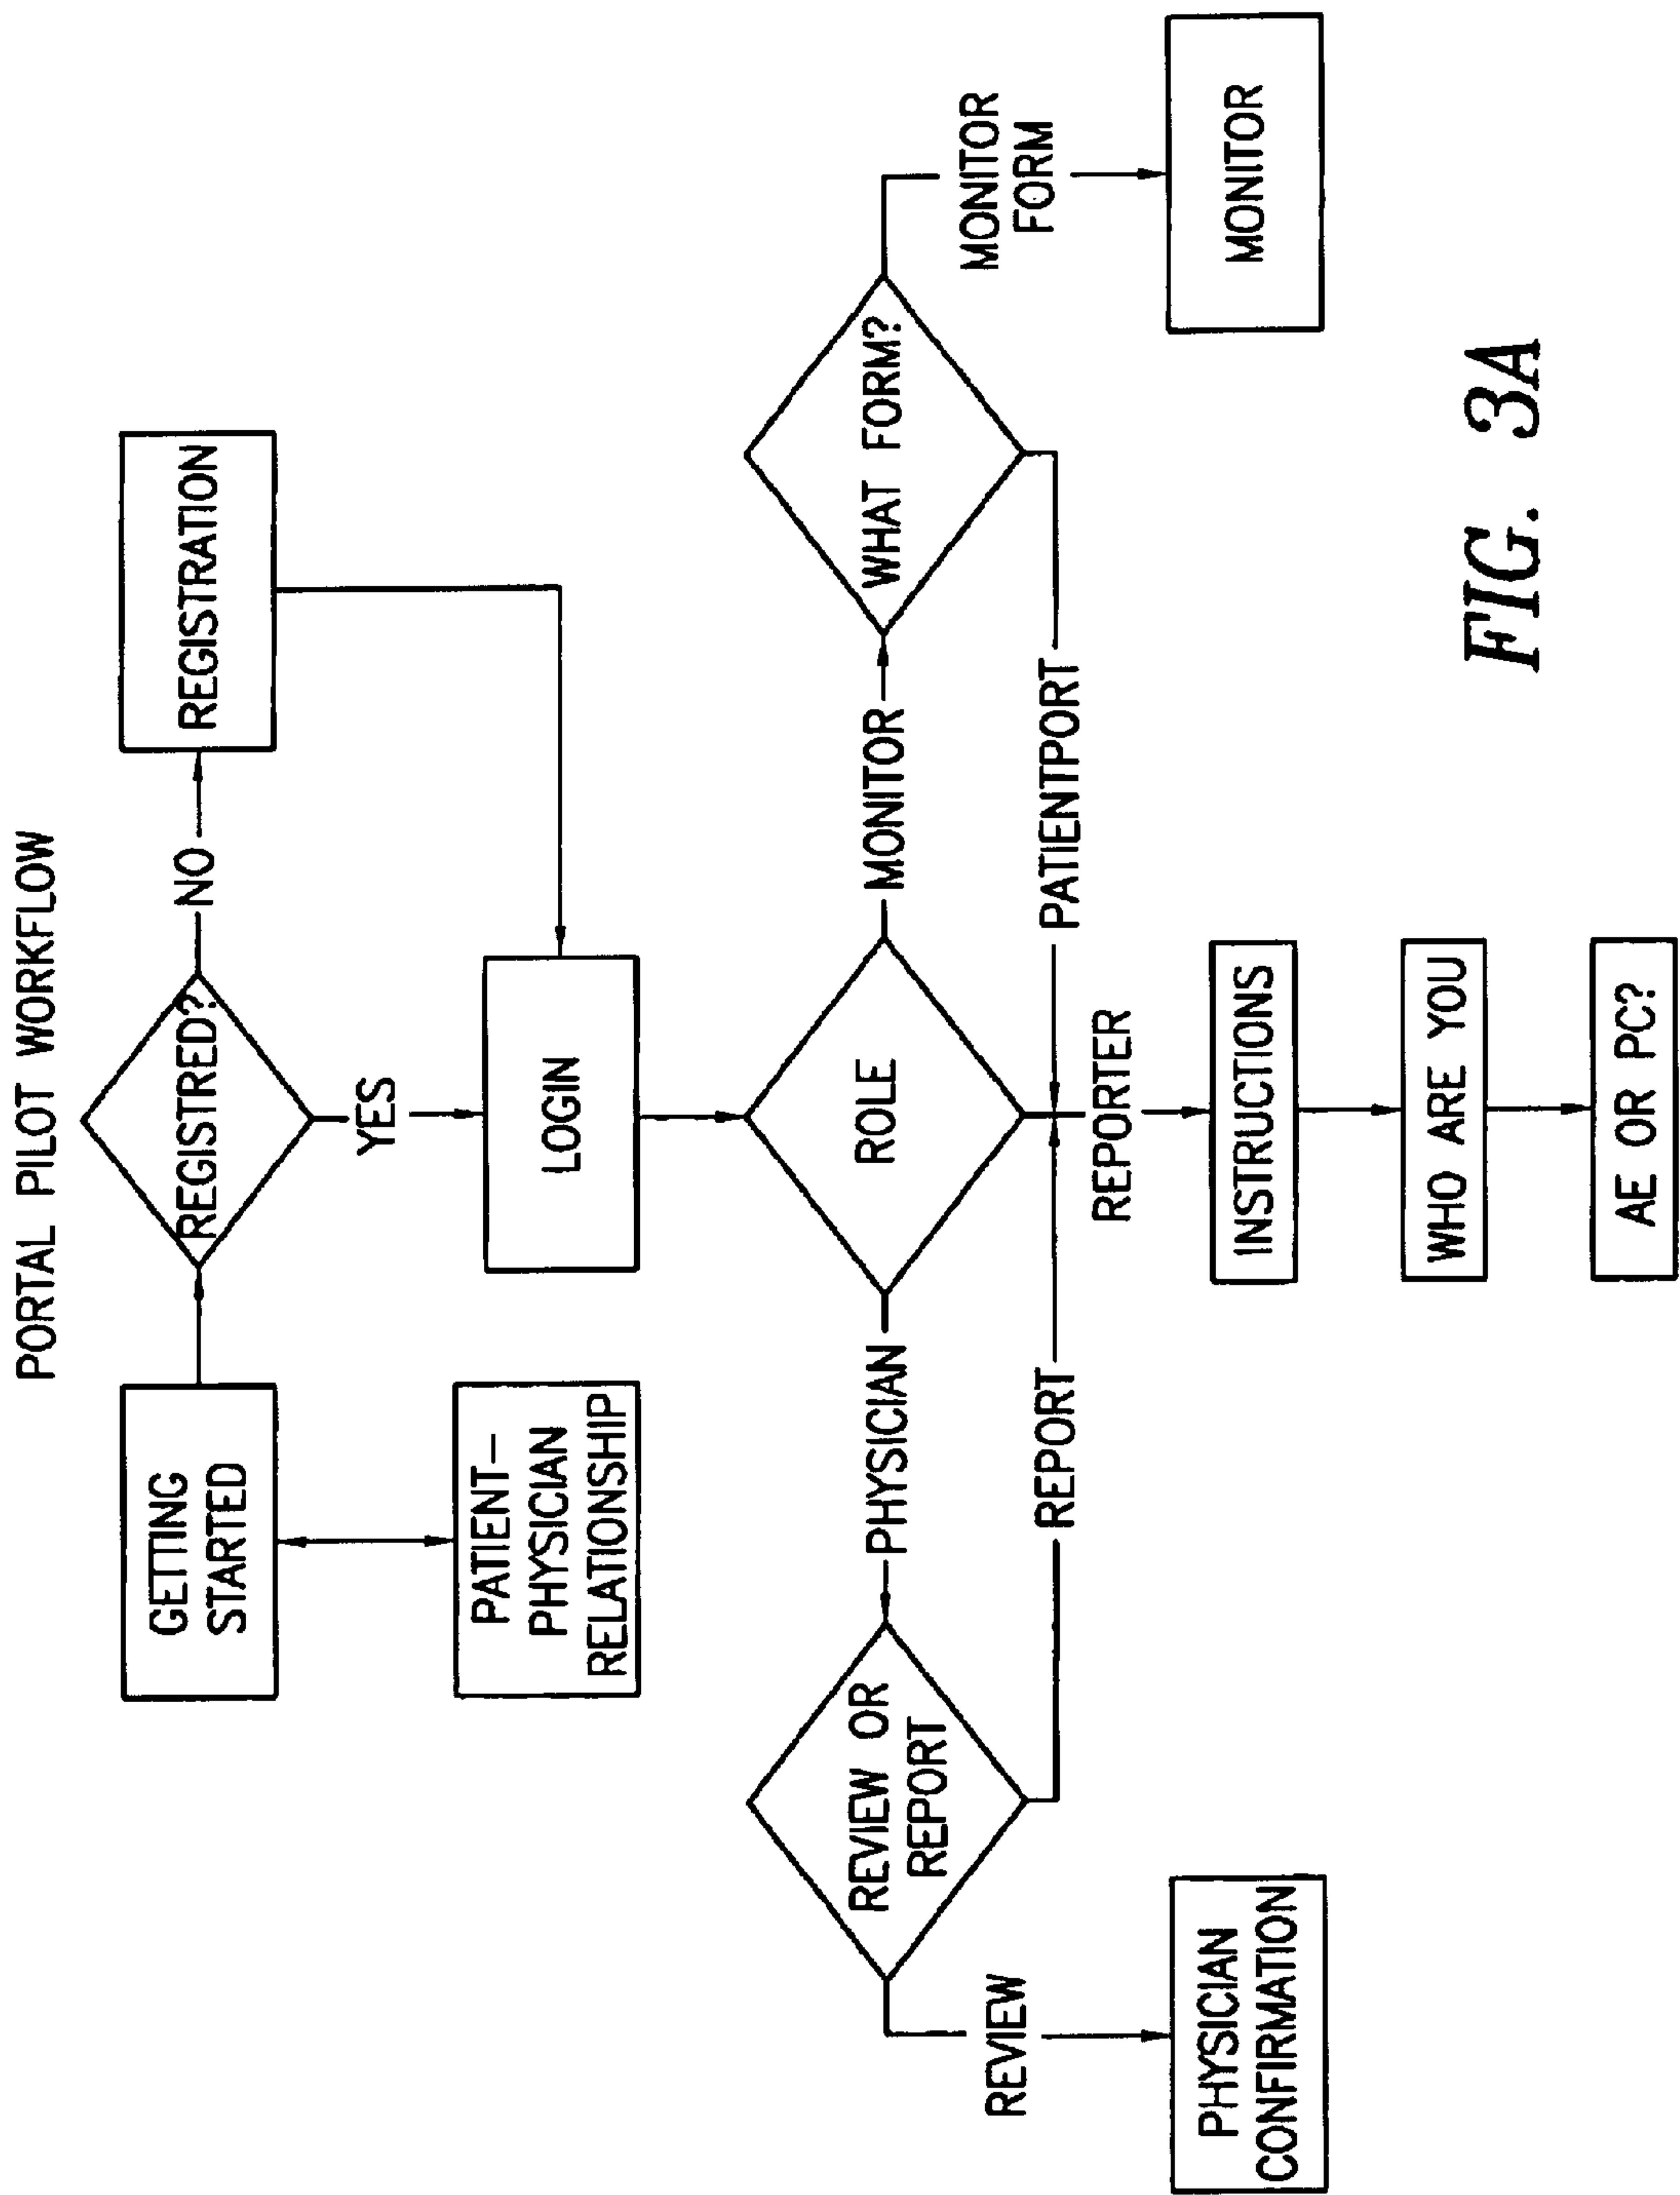 PORTAL PILOT WORKFLOW
GETTING
STARTED
REGISTRED?
NO
REGISTRATION
YES
PATIENT-
PHYSICIAN
RELATIONSHIP
LOGIN
REVIEW OR
REPORT
PHYSICIAN
ROLE
MONITOR
WHAT FORM?
REVIEW
REPORT
REPORTER
PATIENTPORT
MONITOR
FORM
PHYSICIAN
CONFIRMATION
INSTRUCTIONS
MONITOR
WHO ARE YOU
AE OR PC?
FIG. 3A